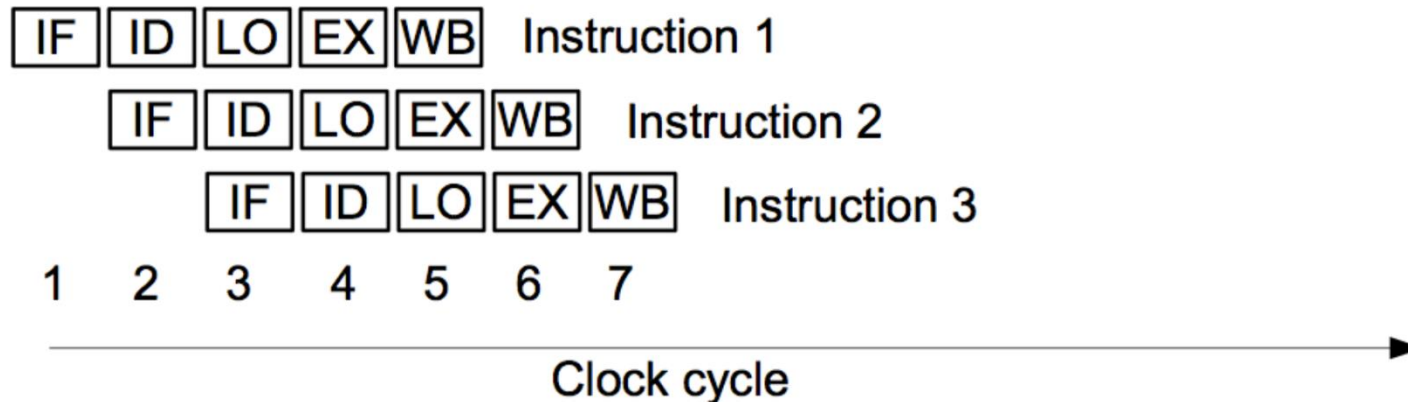 IF ID LO EX WB Instruction 1
IF ID LO EX WB Instruction 2
IF ID LO EX WB Instruction 3
1 2 3 4 5 6 7
Clock cycle